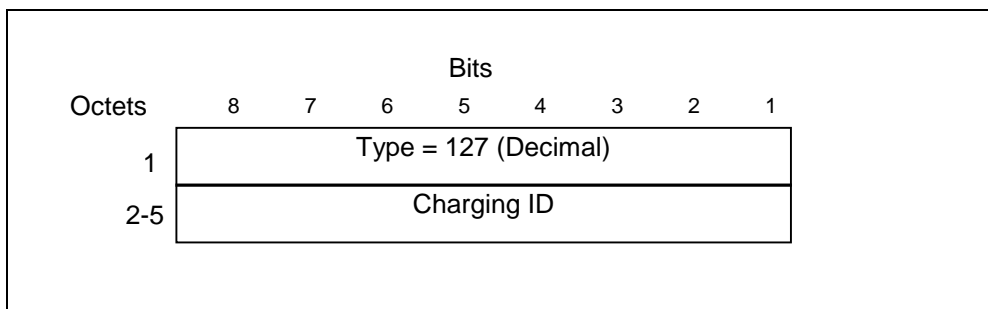 Bits
Octets 8 7 6 5 4 3 2 1
1 Type = 127 (Decimal)
2-5 Charging ID